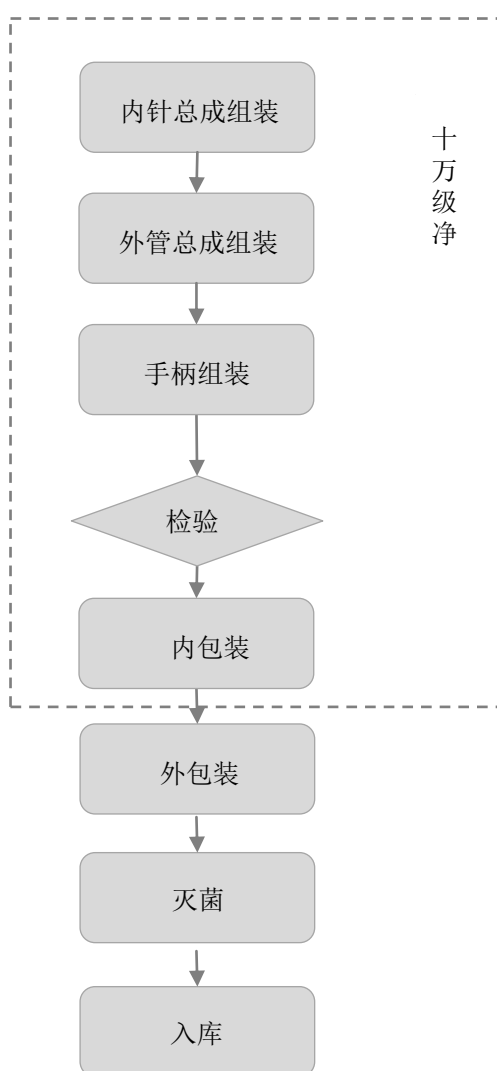 内针总成组装
十万级净
外管总成组装
手柄组装
检验
内包装
外包装
灭菌
入库